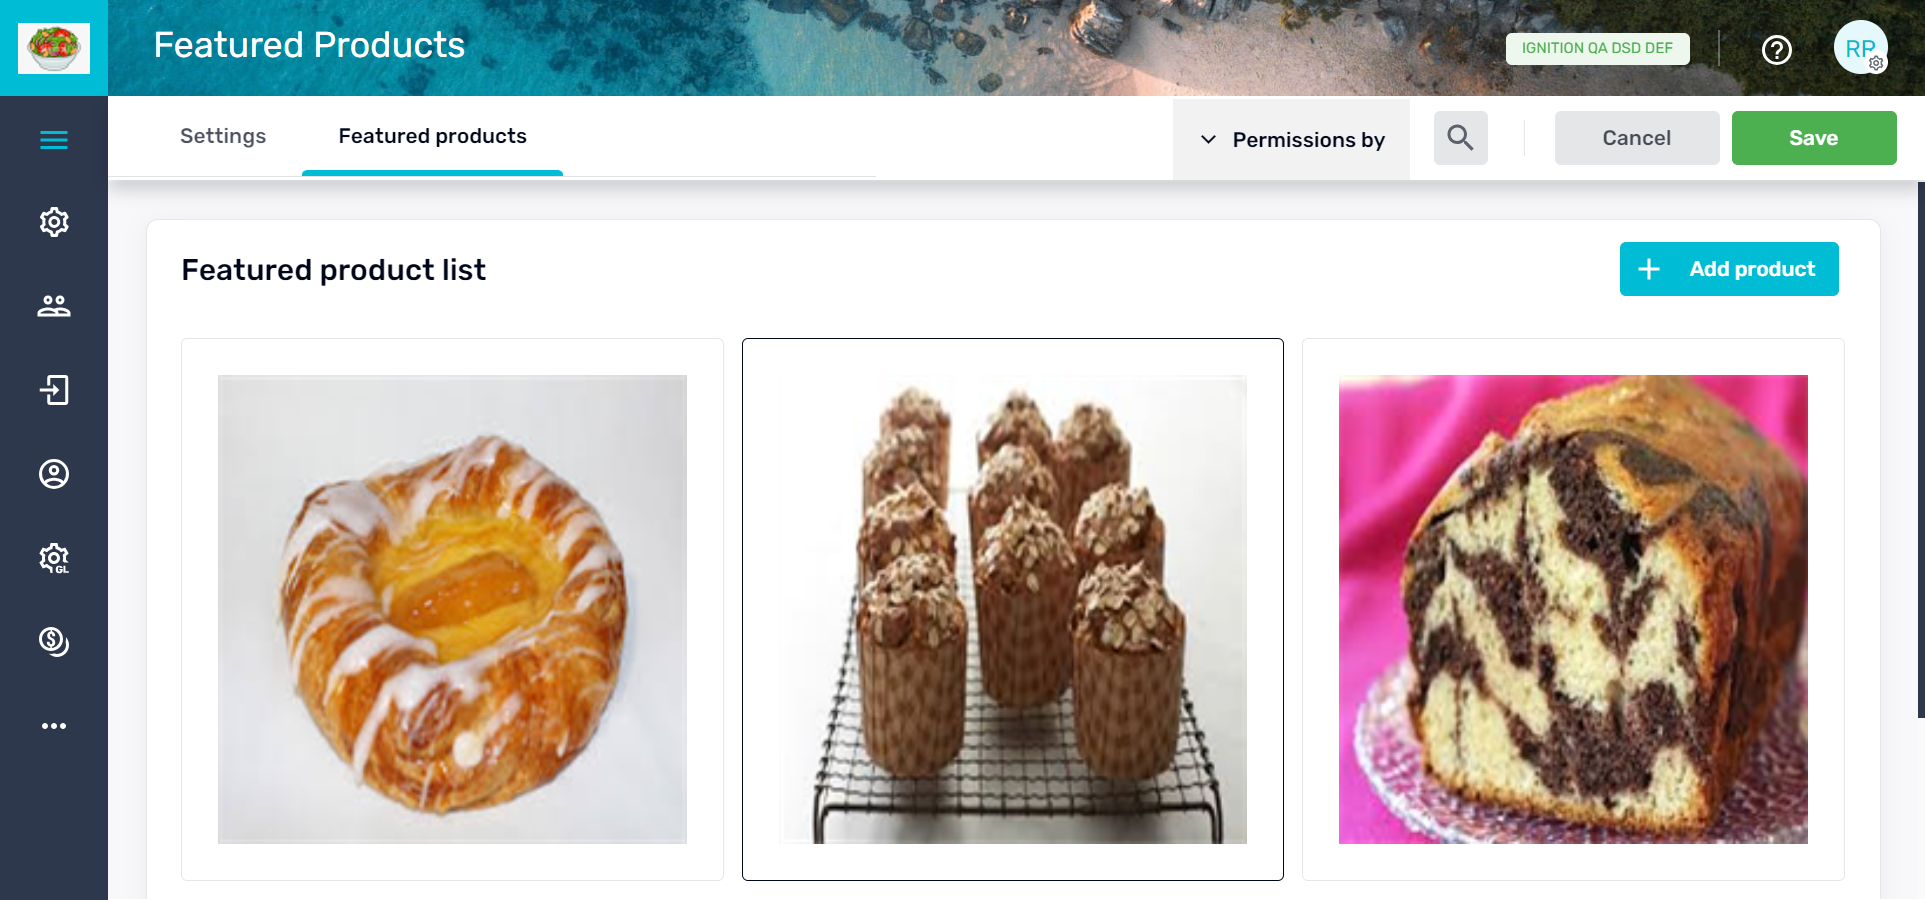 Featured Products
IGNITION QA DSD DEF
RP
Settings
Featured products
Permissions by
Cancel
Save
Featured product list
Add product
GL